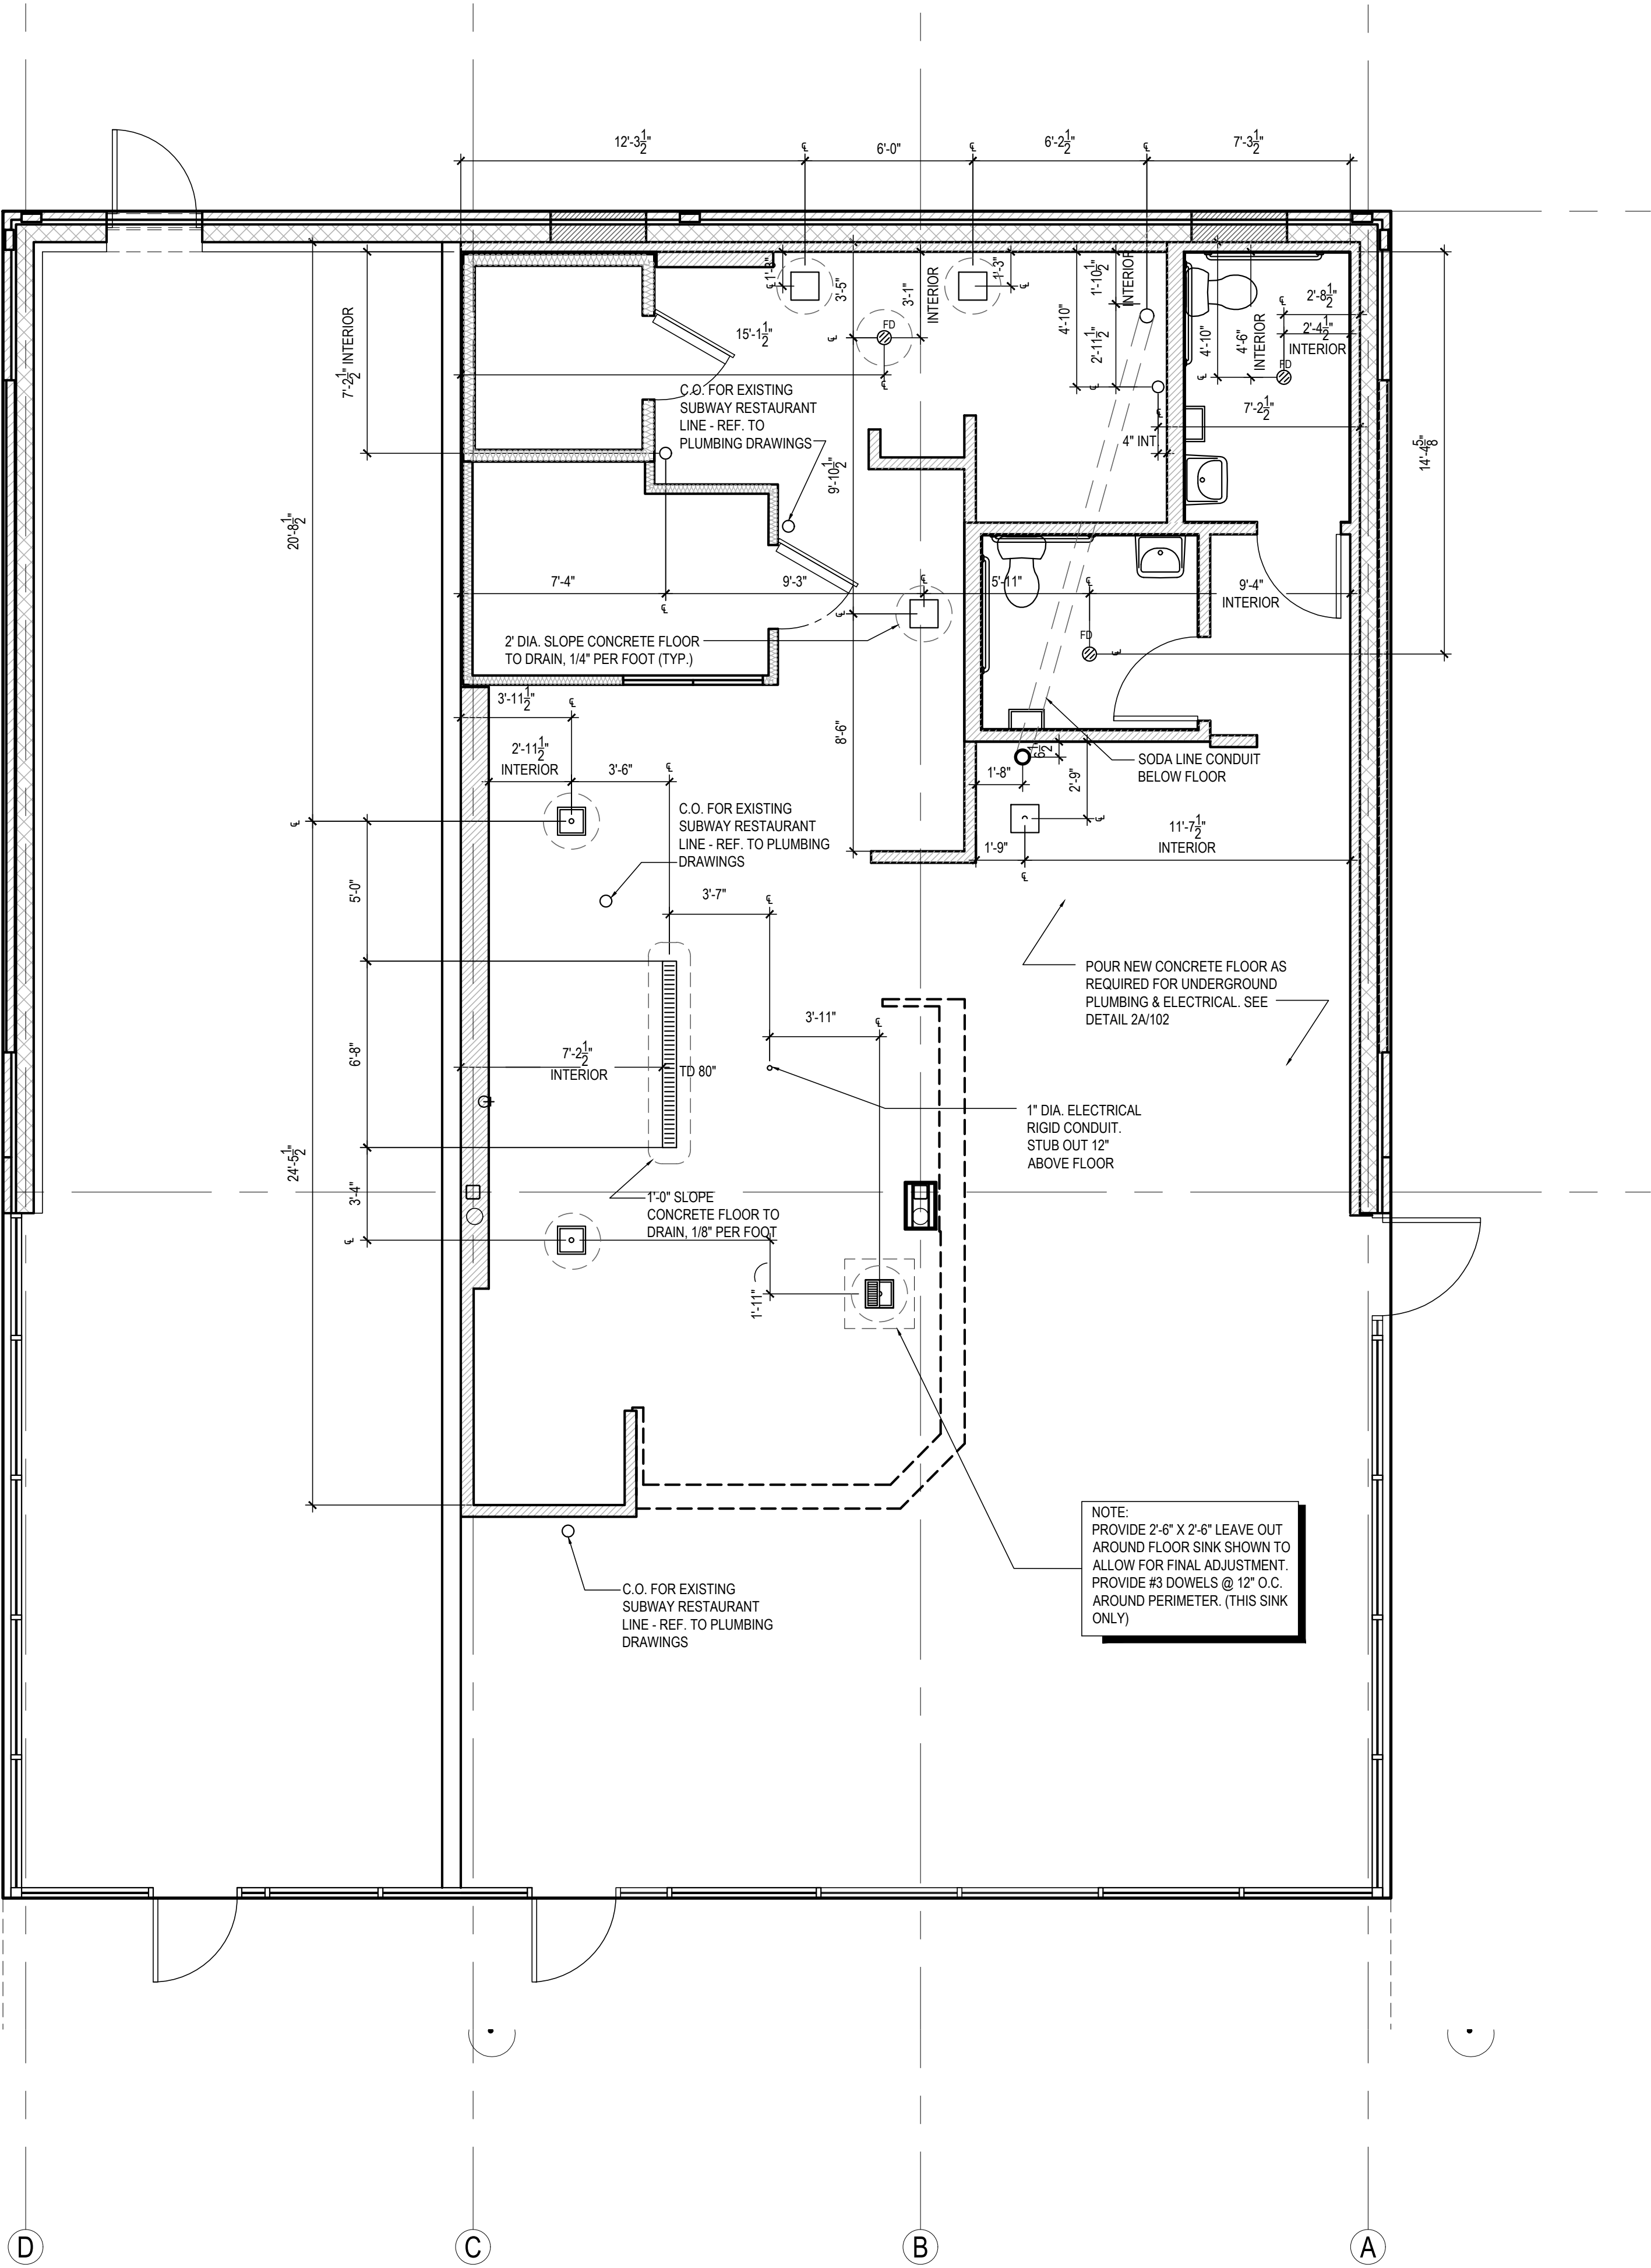 12'-3 1/2"
6'-0"
6'-2 1/2"
7'-3 1/2"
1'-8"
3'-5"
3'-1"
INTERIOR
1'-3"
4'-10"
1'-10 1/2"
INTERIOR
2'-11 1/2"
4'-10"
4'-6"
INTERIOR
2'-8 1/2"
2'-4 1/2"
INTERIOR
FD
FD
7'-2 1/2" INTERIOR
15'-1 1/2"
C.O. FOR EXISTING
SUBWAY RESTAURANT
LINE - REF. TO
PLUMBING DRAWINGS
7'-2 1/2"
4" INT.
14'-4 5/8"
9'-10 1/2"
20'-8 1/2"
7'-4"
9'-3"
5'-11"
9'-4"
INTERIOR
FD
2' DIA. SLOPE CONCRETE FLOOR
TO DRAIN, 1/4" PER FOOT (TYP.)
3'-11 1/2"
2'-11 1/2"
INTERIOR
3'-6"
8'-6"
6 1/2"
SODA LINE CONDUIT
BELOW FLOOR
1'-8"
2'-9"
C.O. FOR EXISTING
SUBWAY RESTAURANT
LINE - REF. TO PLUMBING
DRAWINGS
11'-7 1/2"
INTERIOR
1'-9"
5'-0"
3'-7"
POUR NEW CONCRETE FLOOR AS
REQUIRED FOR UNDERGROUND
PLUMBING & ELECTRICAL. SEE
DETAIL 2A/102
3'-11"
6'-8"
7'-2 1/2"
INTERIOR
TD 80"
1" DIA. ELECTRICAL
RIGID CONDUIT.
STUB OUT 12"
ABOVE FLOOR
24'-5 1/2"
3'-4"
1'-0" SLOPE
CONCRETE FLOOR TO
DRAIN, 1/8" PER FOOT
1'-11"
NOTE:
PROVIDE 2'-6" X 2'-6" LEAVE OUT
AROUND FLOOR SINK SHOWN TO
ALLOW FOR FINAL ADJUSTMENT.
PROVIDE #3 DOWELS @ 12" O.C.
AROUND PERIMETER. (THIS SINK
ONLY)
C.O. FOR EXISTING
SUBWAY RESTAURANT
LINE - REF. TO PLUMBING
DRAWINGS
D
C
B
A